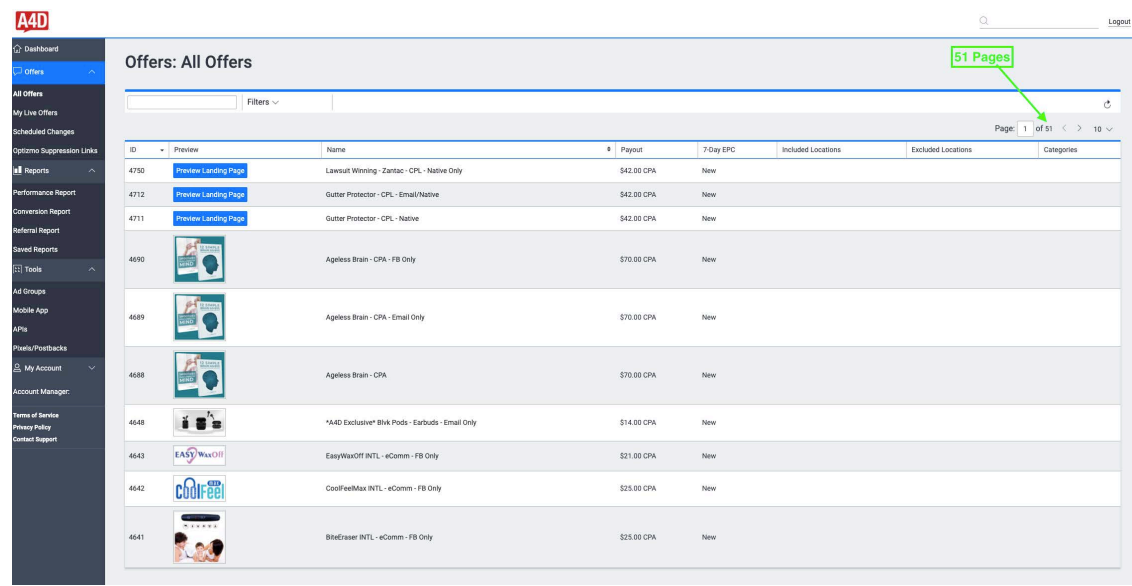 A4D
Logout
Dashboard
Offers
All Offers
My Live Offers
Scheduled Changes
Optizmo Suppression Links
Reports
Performance Report
Conversion Report
Referral Report
Saved Reports
Tools
Ad Groups
Mobile App
APIs
Pixels/Postbacks
My Account
Account Manager:
Terms of Service
Privacy Policy
Contact Support
Offers: All Offers
51 Pages
Filters
Page: 1 of 51 < > 10
ID Preview Name Payout 7-Day EPC Included Locations Excluded Locations Categories
4750 Preview Landing Page Lawsuit Winning - Zantac - CPL - Native Only $42.00 CPA New
4712 Preview Landing Page Gutter Protector - CPL - Email/Native $42.00 CPA New
4711 Preview Landing Page Gutter Protector - CPL - Native $42.00 CPA New
4690 Ageless Brain - CPA - FB Only $70.00 CPA New
4689 Ageless Brain - CPA - Email Only $70.00 CPA New
4688 Ageless Brain - CPA $70.00 CPA New
4648 *A4D Exclusive* Blvk Pods - Earbuds - Email Only $14.00 CPA New
4643 EASY WaxOff EasyWaxOff INTL - eComm - FB Only $21.00 CPA New
4642 COOLFeel CoolFeelMax INTL - eComm - FB Only $25.00 CPA New
4641 BiteEraser INTL - eComm - FB Only $25.00 CPA New